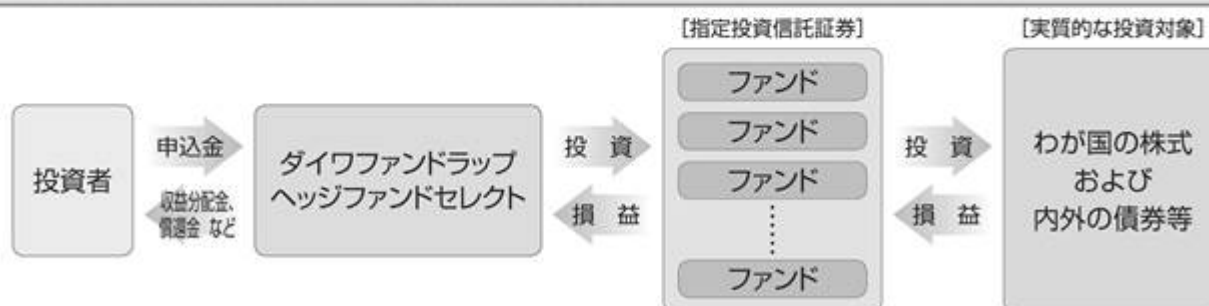 [指定投資信託証券]
[実質的な投資対象]
投資者
申込金
収益分配金、
償還金 など
ダイワファンドラップ
ヘッジファンドセレクト
投 資
損 益
ファンド
ファンド
ファンド
ファンド
投 資
損 益
わが国の株式
および
内外の債券等